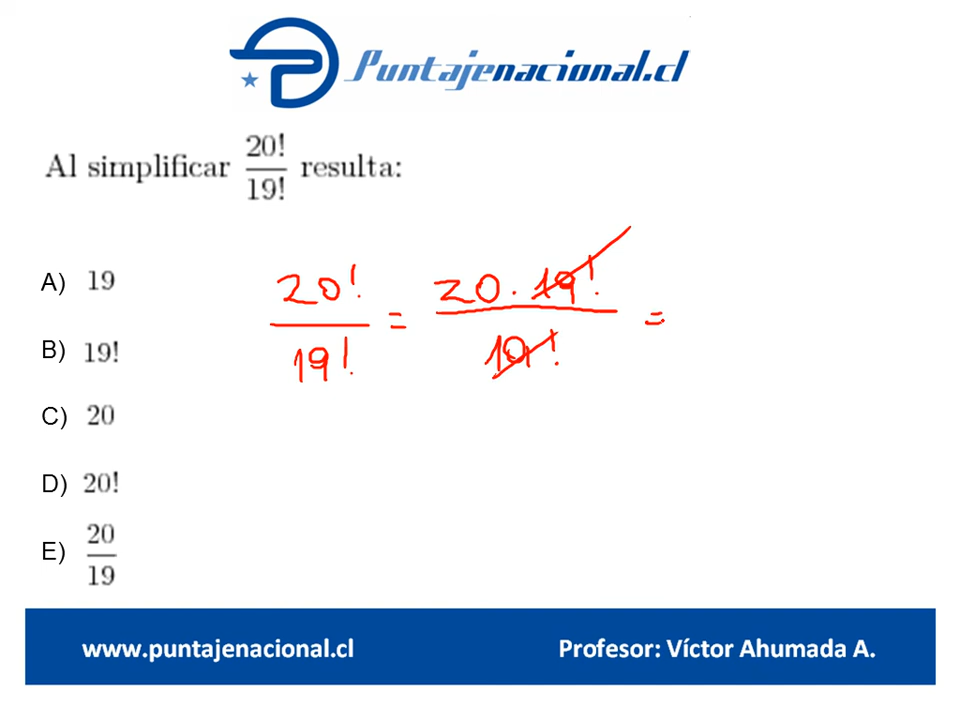 Puntajenacional.cl
Al simplificar 20!/19! resulta:
A) 19
B) 19!
C) 20
D) 20!
E) 20/19
20!/19! = 20 · 19!/19! =
www.puntajenacional.cl
Profesor: Víctor Ahumada A.